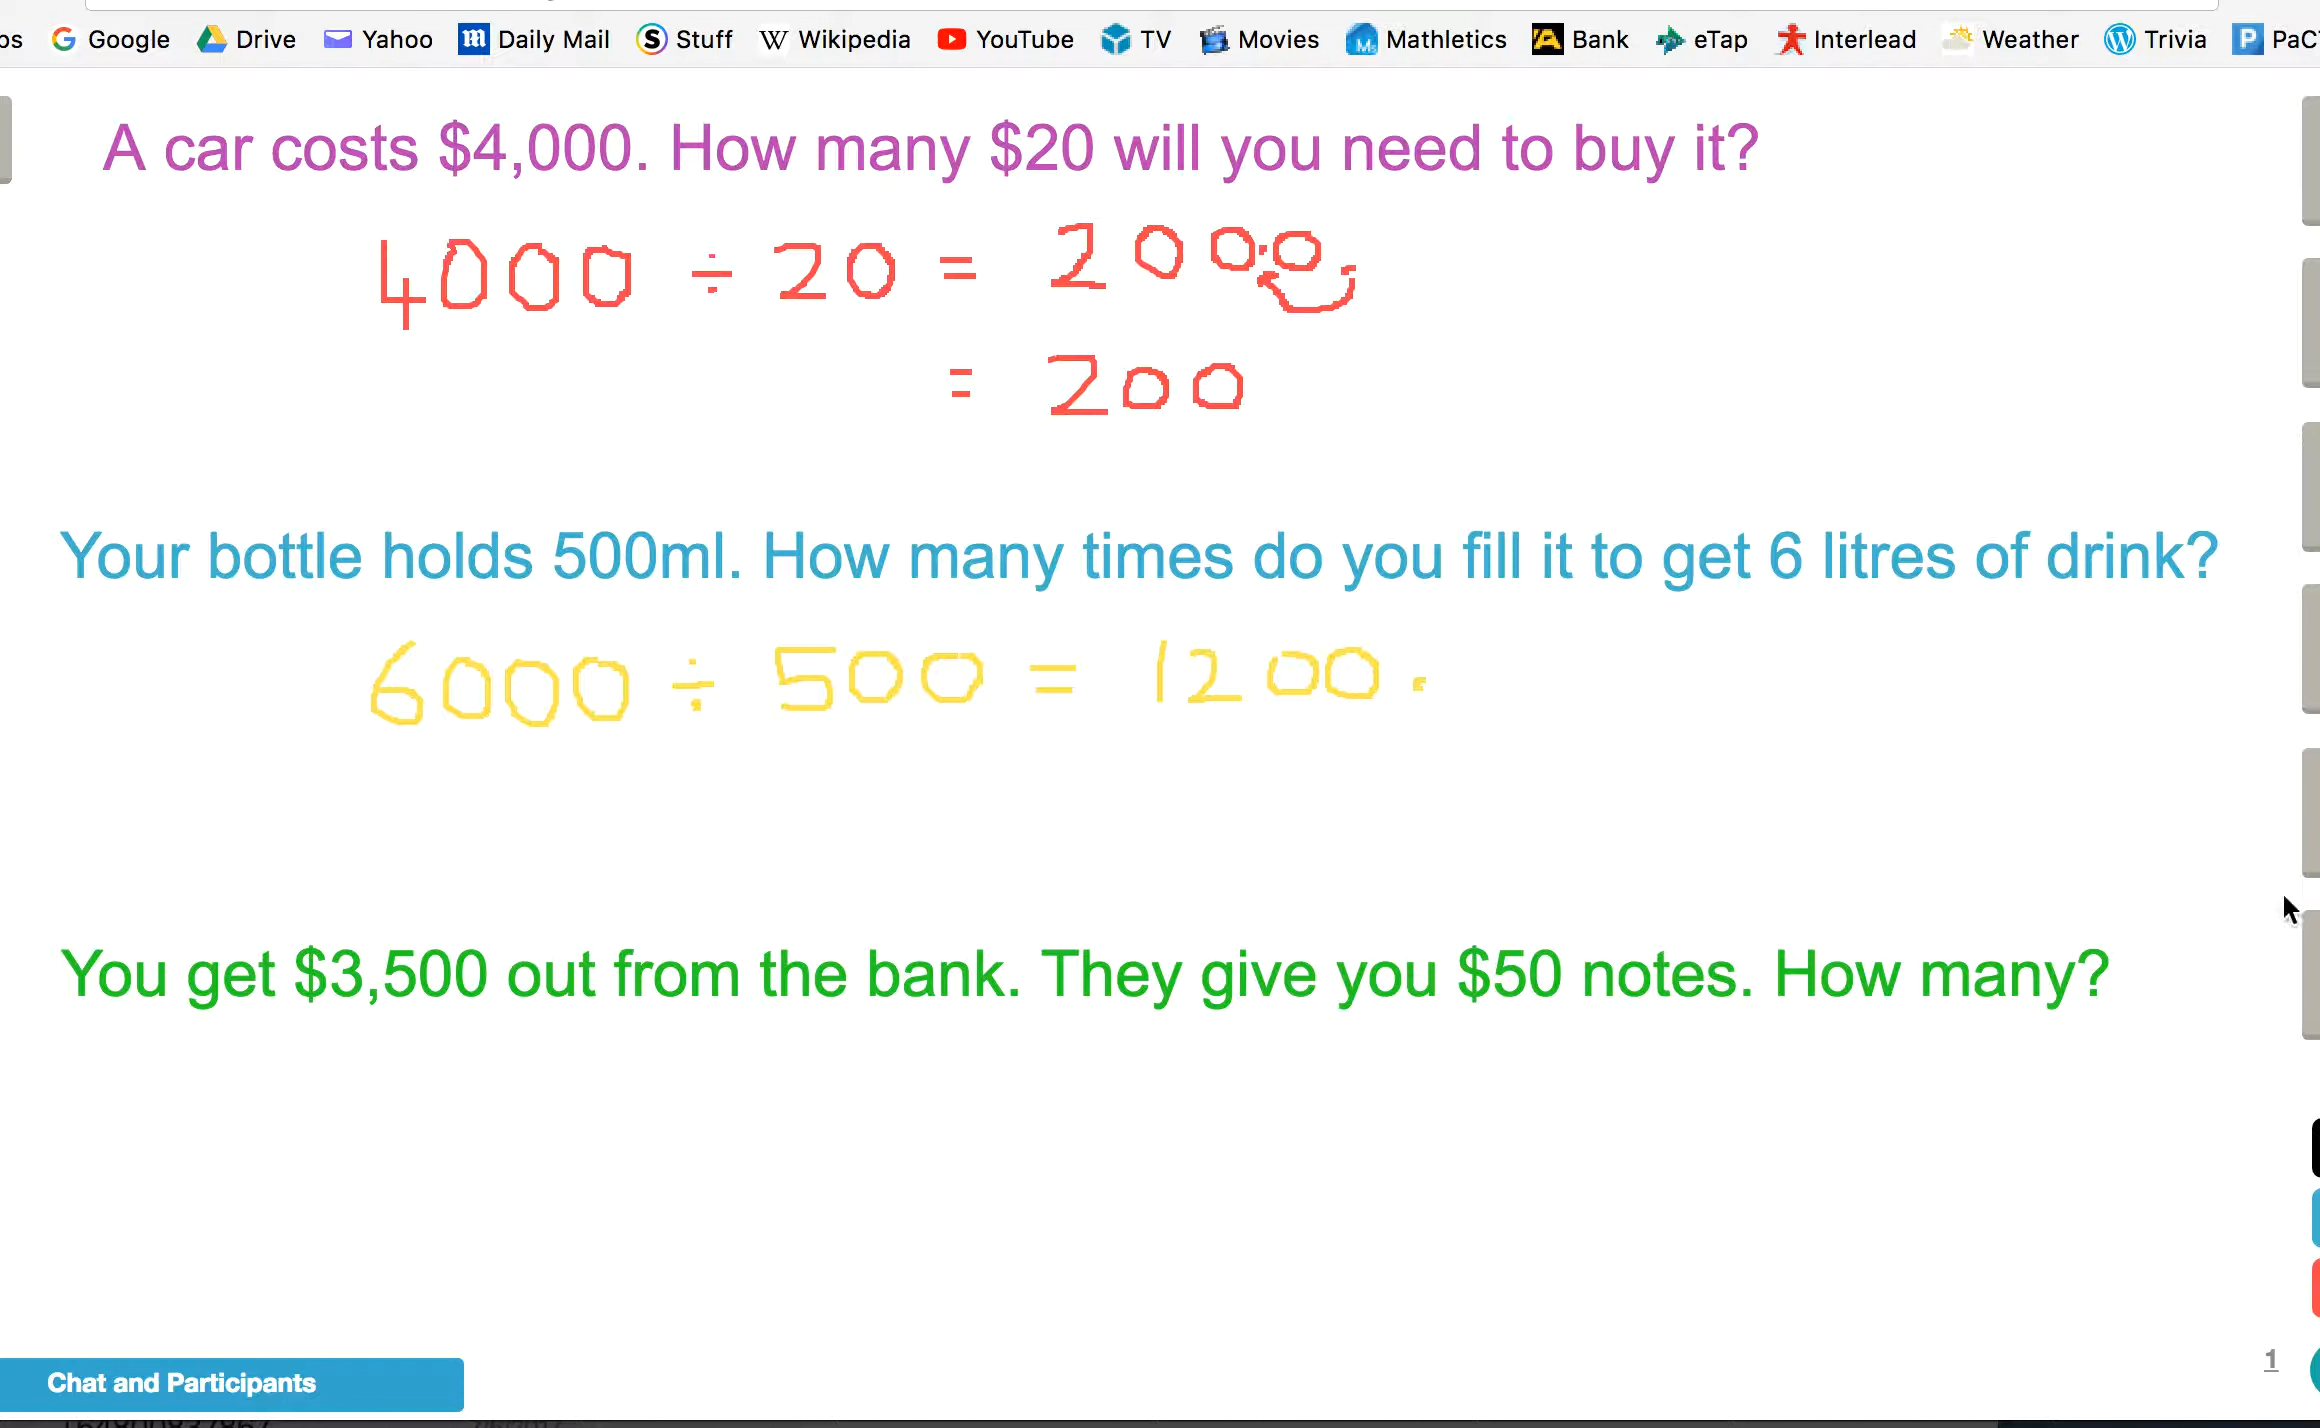 Google Drive Yahoo Daily Mail Stuff Wikipedia YouTube TV Movies Mathletics Bank eTap Interlead Weather Trivia
A car costs $4,000. How many $20 will you need to buy it?
4000 ÷ 20 = 2000.
= 200
Your bottle holds 500ml. How many times do you fill it to get 6 litres of drink?
6000 ÷ 500 = 1200.
You get $3,500 out from the bank. They give you $50 notes. How many?
1
Chat and Participants